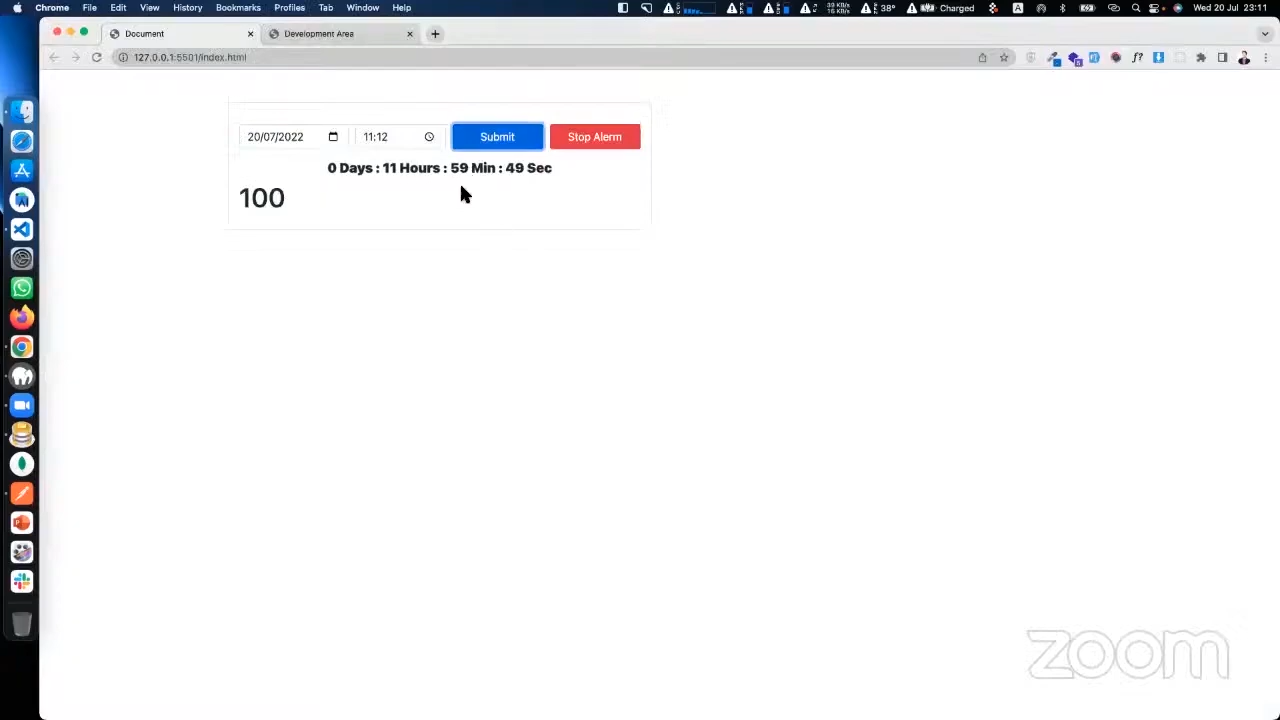 Chrome File Edit View History Bookmarks Profiles Tab Window Help 38° Charged A Wed 20 Jul 23:11
Document Development Area
127.0.0.1:5501/index.html
20/07/2022 11:12 Submit Stop Alerm
0 Days : 11 Hours : 59 Min : 49 Sec
100
zoom